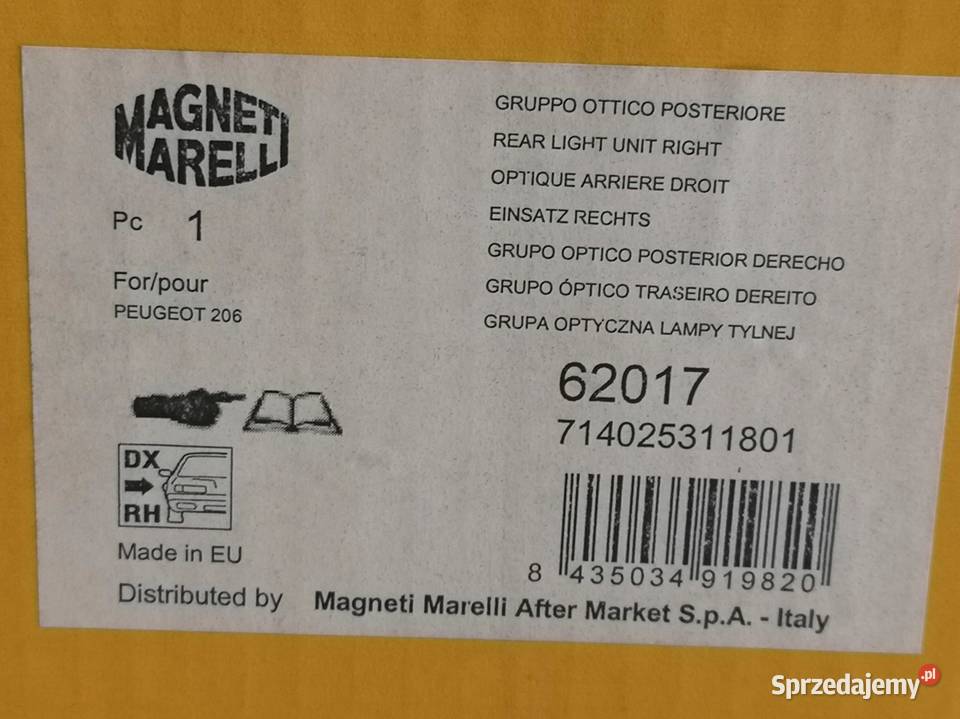 MAGNETI
MARELLI
Pc 1
For/pour
PEUGEOT 206
GRUPPO OTTICO POSTERIORE
REAR LIGHT UNIT RIGHT
OPTIQUE ARRIERE DROIT
EINSATZ RECHTS
GRUPO OPTICO POSTERIOR DERECHO
GRUPO ÓPTICO TRASEIRO DEREITO
GRUPA OPTYCZNA LAMPY TYLNEJ
62017
714025311801
DX
RH
8 435034 919820
Made in EU
Distributed by Magneti Marelli After Market S.p.A. - Italy
Sprzedajemy.pl